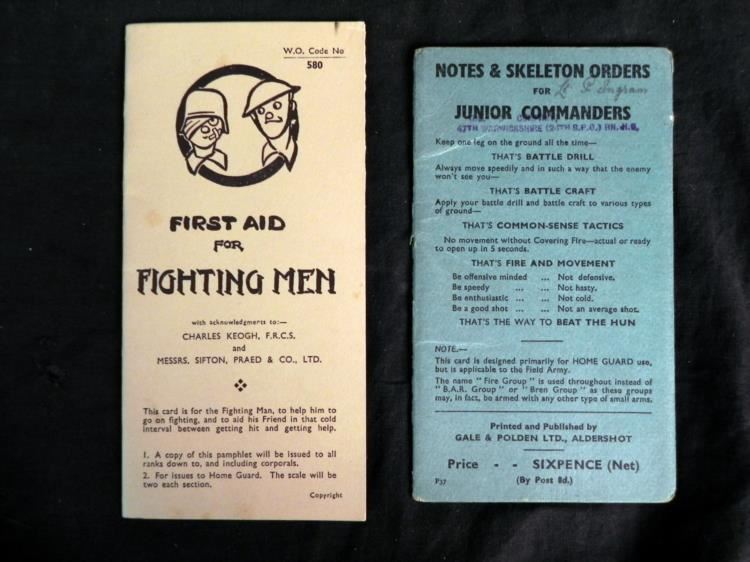 W.O. Code No
580
FIRST AID
FOR
FIGHTING MEN
with acknowledgments to:—
CHARLES KEOGH, F.R.C.S.
and
MESSRS. SIFTON, PRAED & CO., LTD.
This card is for the Fighting Man, to help him to
go on fighting, and to aid his Friend in that cold
interval between getting hit and getting help.
1. A copy of this pamphlet will be issued to all
ranks down to, and including corporals.
2. For issues to Home Guard. The scale will be
two each section.
Copyright
NOTES & SKELETON ORDERS
FOR Lt. Ingram
JUNIOR COMMANDERS
47TH WARWICKSHIRE BN. H.G.
Keep one leg on the ground all the time—
THAT'S BATTLE DRILL
Always move speedily and in such a way that the enemy
won't see you—
THAT'S BATTLE CRAFT
Apply your battle drill and battle craft to various types
of ground—
THAT'S COMMON-SENSE TACTICS
No movement without Covering Fire—actual or ready
to open up in 5 seconds.
THAT'S FIRE AND MOVEMENT
Be offensive minded ... Not defensive.
Be speedy ... ... Not hasty.
Be enthusiastic ... ... Not cold.
Be a good shot ... ... Not an average shot.
THAT'S THE WAY TO BEAT THE HUN
NOTE.—
This card is designed primarily for HOME GUARD use,
but is applicable to the Field Army.
The name "Fire Group" is used throughout instead of
"B.A.R. Group" or "Bren Group" as these groups
may, in fact, be armed with any other type of small arms.
Printed and Published by
GALE & POLDEN LTD., ALDERSHOT
Price - - SIXPENCE (Net)
P37 (By Post 8d.)